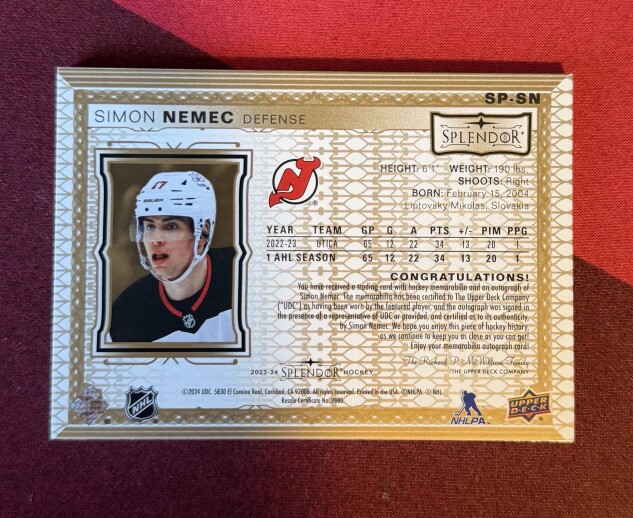 SP-SN
SIMON NEMEC DEFENSE
SPLENDOR
HEIGHT: 6'1" WEIGHT: 190 lbs.
SHOOTS: Right
BORN: February 15, 2004
Liptovsky Mikulas, Slovakia
17
BAUER
YEAR TEAM GP G A PTS +/- PIM PPG
2022-23 UTICA 65 12 22 34 13 20 1
1 AHL SEASON 65 12 22 34 13 20 1
CONGRATULATIONS!
You have received a trading card with hockey memorabilia and an autograph of
Simon Nemec. The memorabilia has been certified to The Upper Deck Company
("UDC") as having been worn by the featured player, and the autograph was signed in
the presence of a representative of UDC or provided, and certified as to its authenticity,
by Simon Nemec. We hope you enjoy this piece of hockey history,
as we continue to keep you as close as you can get!
Enjoy your memorabilia autograph card!
The Richard P. McWilliam Family
THE UPPER DECK COMPANY
2023-24 SPLENDOR HOCKEY
©2024 UDC. 5830 El Camino Real, Carlsbad, CA 92008. All rights reserved. Printed in the USA. ©NHLPA. © NHL.
Resale Certificate No.:
NHL
NHLPA
UPPER
DECK